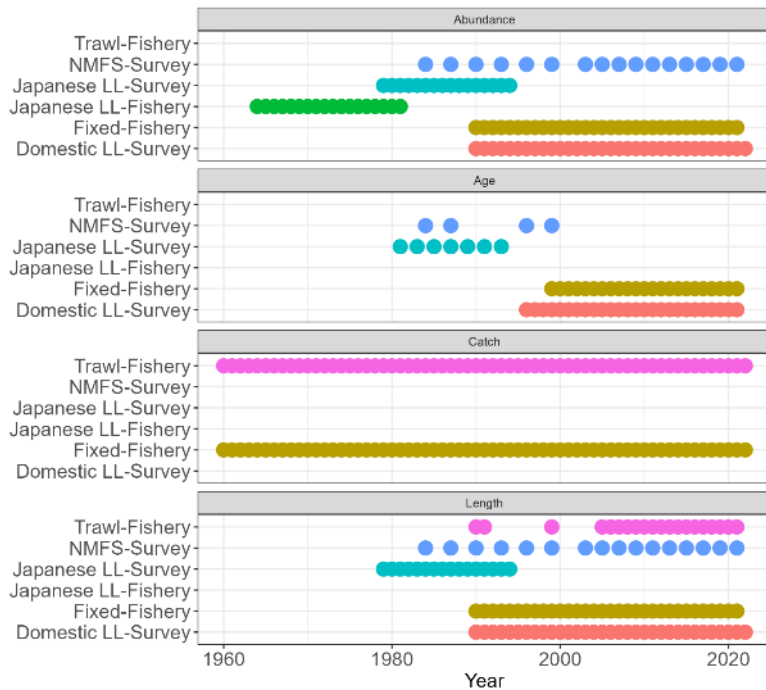 Abundance
Trawl-Fishery
NMFS-Survey
Japanese LL-Survey
Japanese LL-Fishery
Fixed-Fishery
Domestic LL-Survey
Age
Trawl-Fishery
NMFS-Survey
Japanese LL-Survey
Japanese LL-Fishery
Fixed-Fishery
Domestic LL-Survey
Catch
Trawl-Fishery
NMFS-Survey
Japanese LL-Survey
Japanese LL-Fishery
Fixed-Fishery
Domestic LL-Survey
Length
Trawl-Fishery
NMFS-Survey
Japanese LL-Survey
Japanese LL-Fishery
Fixed-Fishery
Domestic LL-Survey
1960 1980 2000 2020
Year